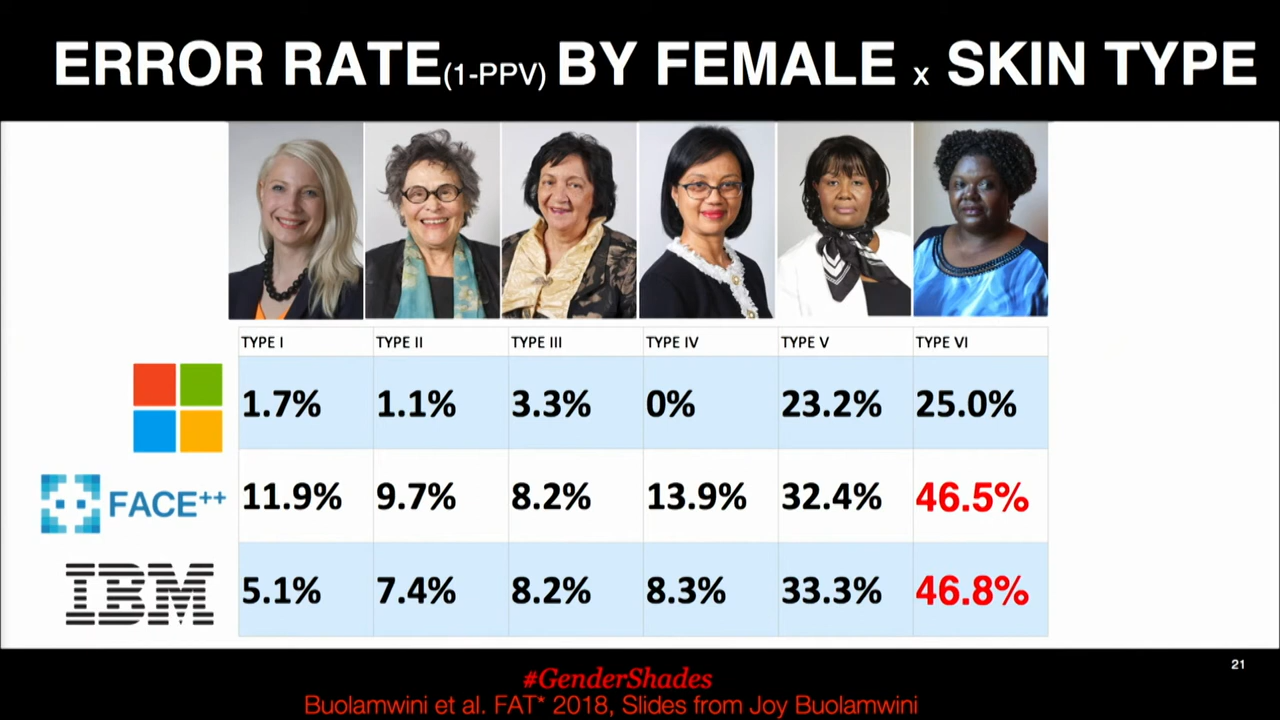 ERROR RATE(1-PPV) BY FEMALE x SKIN TYPE
TYPE I TYPE II TYPE III TYPE IV TYPE V TYPE VI
1.7% 1.1% 3.3% 0% 23.2% 25.0%
FACE++ 11.9% 9.7% 8.2% 13.9% 32.4% 46.5%
IBM 5.1% 7.4% 8.2% 8.3% 33.3% 46.8%
21
#GenderShades
Buolamwini et al. FAT* 2018, Slides from Joy Buolamwini